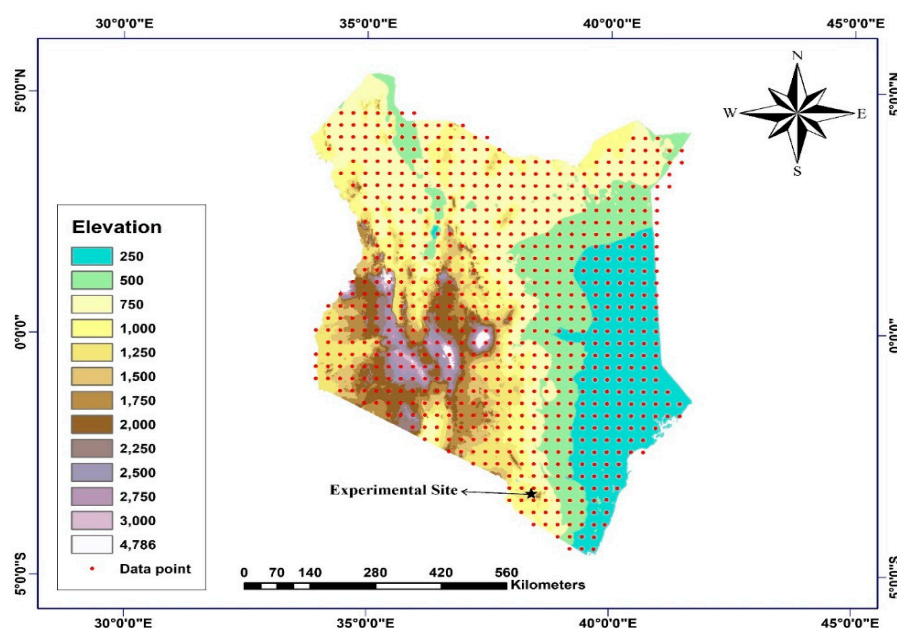 30°0'0"E 35°0'0"E 40°0'0"E 45°0'0"E
5°0'0"N
5°0'0"N
N
W
E
S
Elevation
250
500
750
1,000
1,250
1,500
1,750
2,000
2,250
2,500
2,750
3,000
4,786
Data point
0°0'0"
0°0'0"
Experimental Site
0 70 140 280 420 560
Kilometers
5°0'0"S
5°0'0"S
30°0'0"E 35°0'0"E 40°0'0"E 45°0'0"E